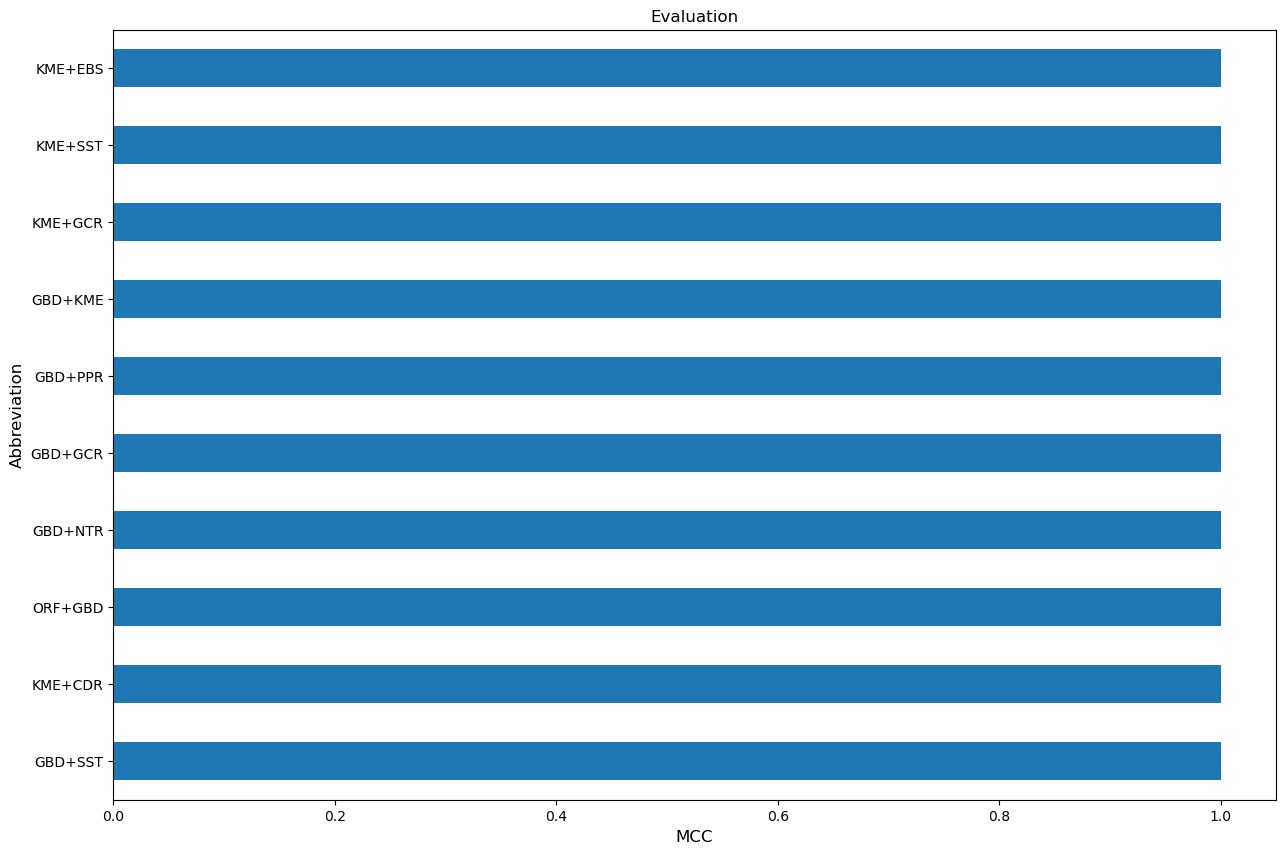 Evaluation
KME+EBS
KME+SST
KME+GCR
GBD+KME
GBD+PPR
GBD+GCR
GBD+NTR
ORF+GBD
KME+CDR
GBD+SST
Abbreviation
0.0 0.2 0.4 0.6 0.8 1.0
MCC